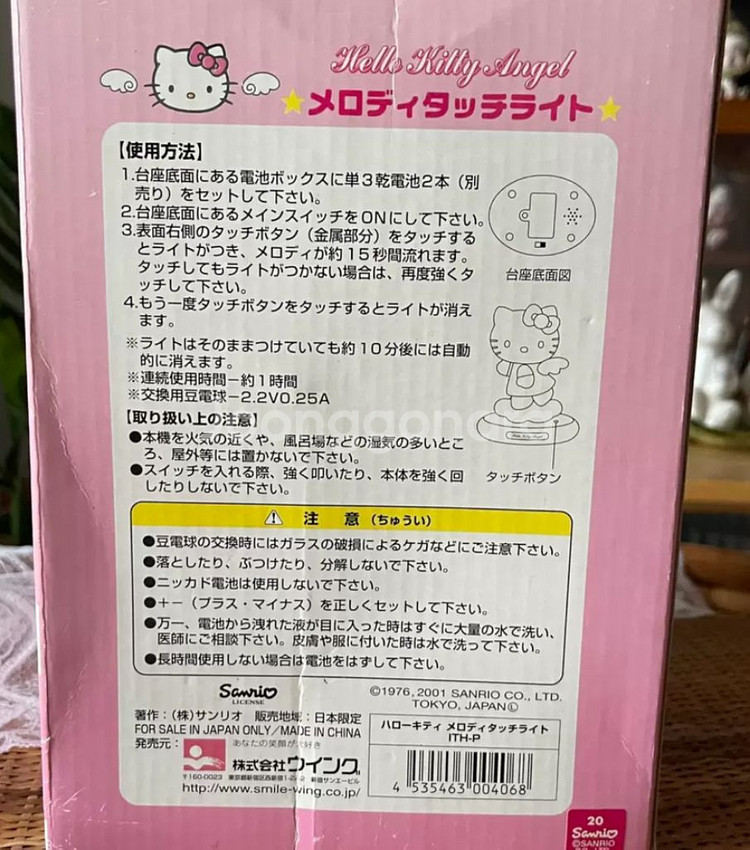 Hello Kitty Angel
メロディタッチライト
【使用方法】
1.台座底面にある電池ボックスに単3乾電池2本（別
売り）をセットして下さい。
2.台座底面にあるメインスイッチをONにして下さい。
3.表面右側のタッチボタン（金属部分）をタッチする
とライトがつき、メロディが約15秒間流れます。
タッチしてもライトがつかない場合は、再度強くタ
ッチして下さい。
4.もう一度タッチボタンをタッチするとライトが消え
ます。
※ライトはそのままつけていても約10分後には自動
的に消えます。
※連続使用時間－約1時間
※交換用豆電球－2.2V0.25A
台座底面図
タッチボタン
【取り扱い上の注意】
●本機を火気の近くや、風呂場などの湿気の多いとこ
ろ、屋外等には置かないで下さい。
●スイッチを入れる際、強く叩いたり、本体を強く回
したりしないで下さい。
注 意（ちゅうい）
●豆電球の交換時にはガラスの破損によるケガなどにご注意下さい。
●落としたり、ぶつけたり、分解しないで下さい。
●ニッカド電池は使用しないで下さい。
●＋－（プラス・マイナス）を正しくセットして下さい。
●万一、電池から洩れた液が目に入った時はすぐに大量の水で洗い、
医師にご相談下さい。皮膚や服に付いた時は水で洗って下さい。
●長時間使用しない場合は電池をはずして下さい。
Sanrio
LICENSE
©1976, 2001 SANRIO CO., LTD.
TOKYO, JAPANⓁ
著作：（株）サンリオ 販売地域：日本限定
FOR SALE IN JAPAN ONLY／MADE IN CHINA
発売元：
あなたの笑顔が大好き
株式会社ウイング
〒160-0023
http://www.smile-wing.co.jp/
ハローキティ メロディタッチライト
ITH-P
4 535463 004068
20
Sanrio
©SANRIO